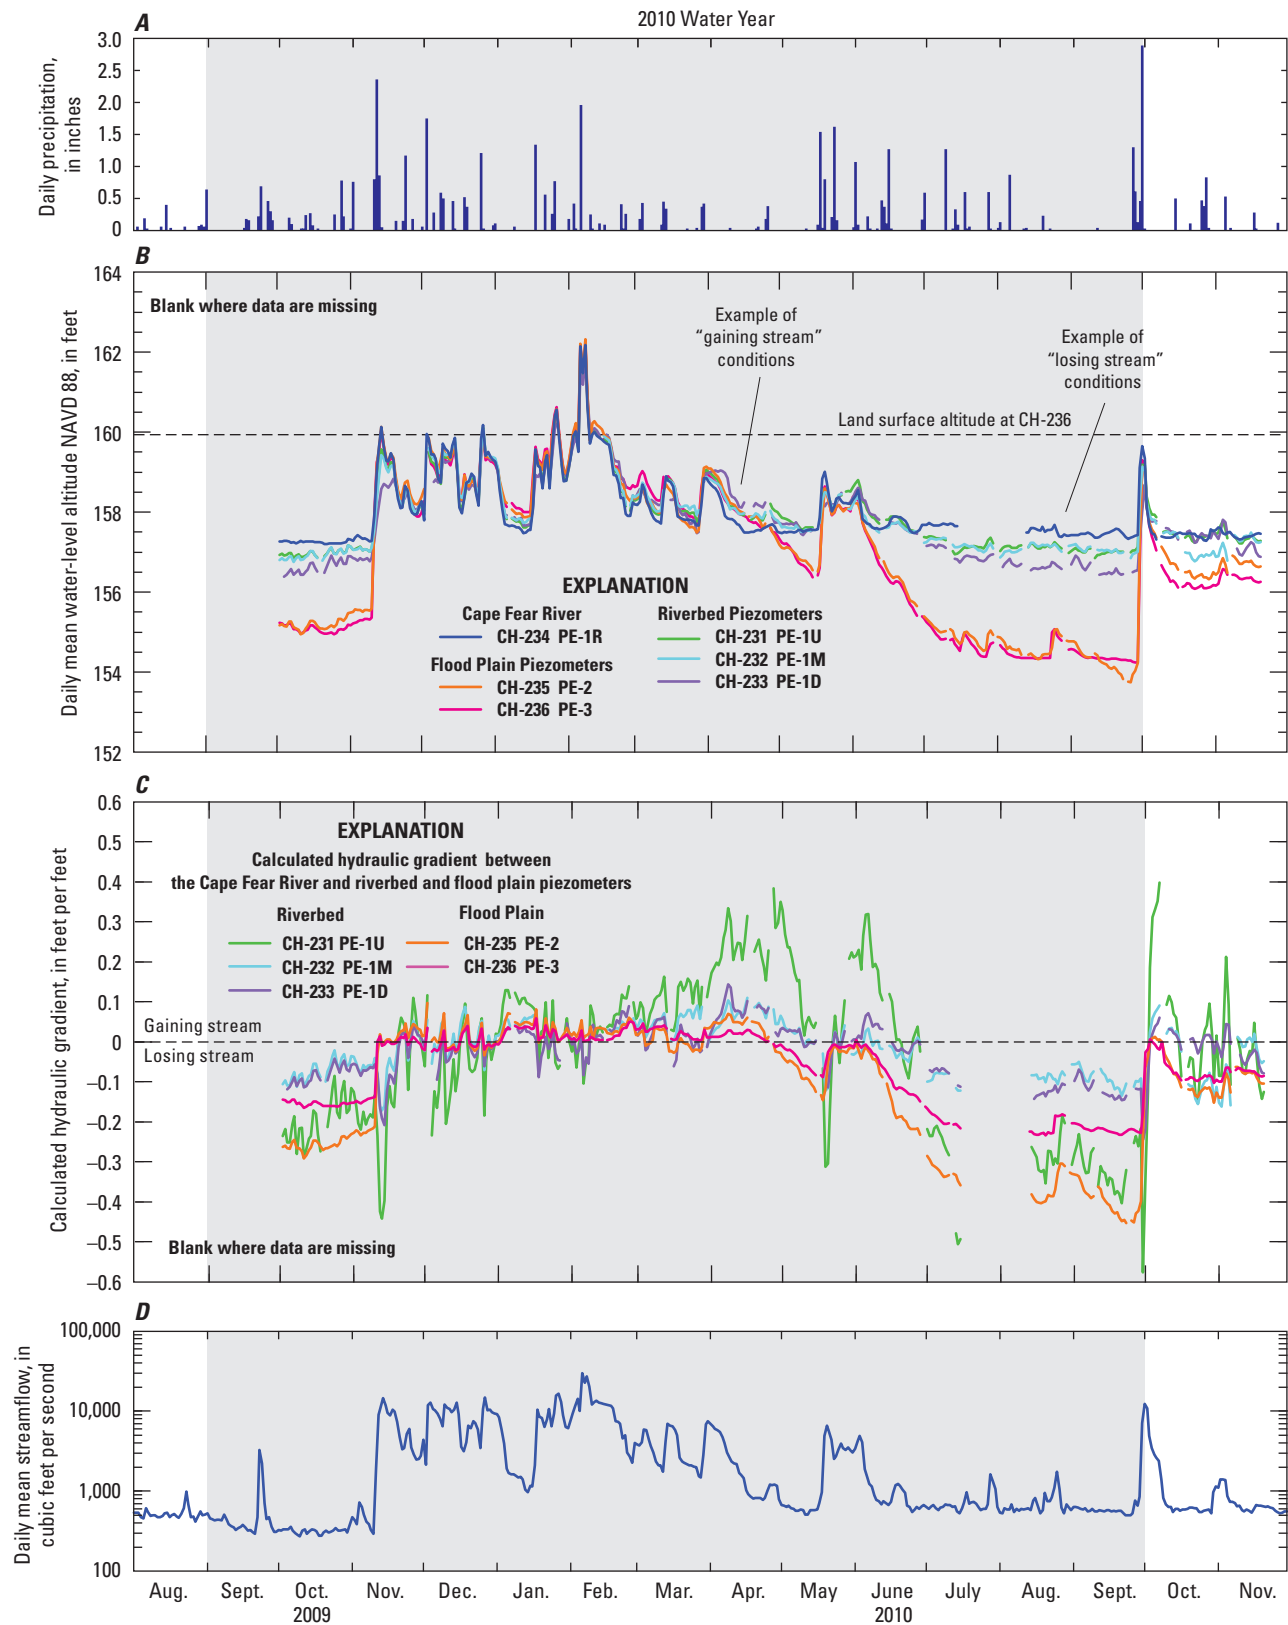 A
2010 Water Year
Daily precipitation,
in inches
3.0
2.5
2.0
1.5
1.0
0.5
0
B
Daily mean water-level altitude NAVD 88, in feet
164
162
160
158
156
154
152
Blank where data are missing
Example of
“gaining stream”
conditions
Example of
“losing stream”
conditions
Land surface altitude at CH-236
EXPLANATION
Cape Fear River
CH-234 PE-1R
Flood Plain Piezometers
CH-235 PE-2
CH-236 PE-3
Riverbed Piezometers
CH-231 PE-1U
CH-232 PE-1M
CH-233 PE-1D
C
Calculated hydraulic gradient, in feet per feet
0.6
0.5
0.4
0.3
0.2
0.1
0
–0.1
–0.2
–0.3
–0.4
–0.5
–0.6
EXPLANATION
Calculated hydraulic gradient between
the Cape Fear River and riverbed and flood plain piezometers
Riverbed
CH-231 PE-1U
CH-232 PE-1M
CH-233 PE-1D
Flood Plain
CH-235 PE-2
CH-236 PE-3
Gaining stream
Losing stream
Blank where data are missing
D
Daily mean streamflow, in
cubic feet per second
100,000
10,000
1,000
100
Aug. Sept. Oct. Nov. Dec. Jan. Feb. Mar. Apr. May June July Aug. Sept. Oct. Nov.
2009 2010